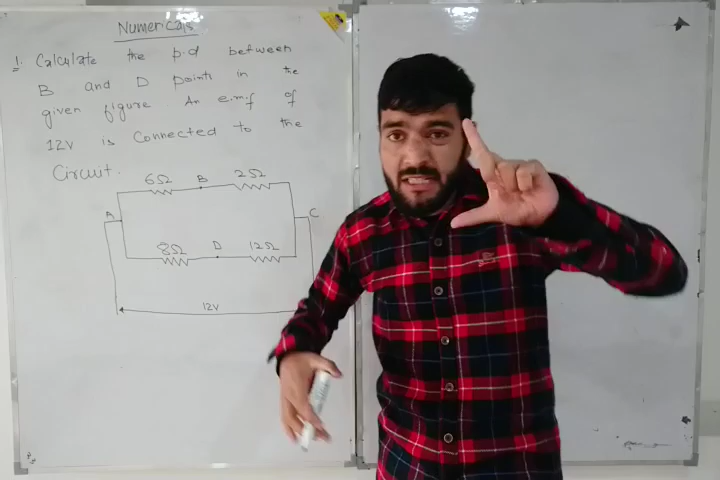 Numericals
1. Calculate the p.d between
B and D points in the
given figure An e.m.f of
12V is Connected to the
Circuit.
6Ω B 2Ω
A C
8Ω D 12Ω
12V